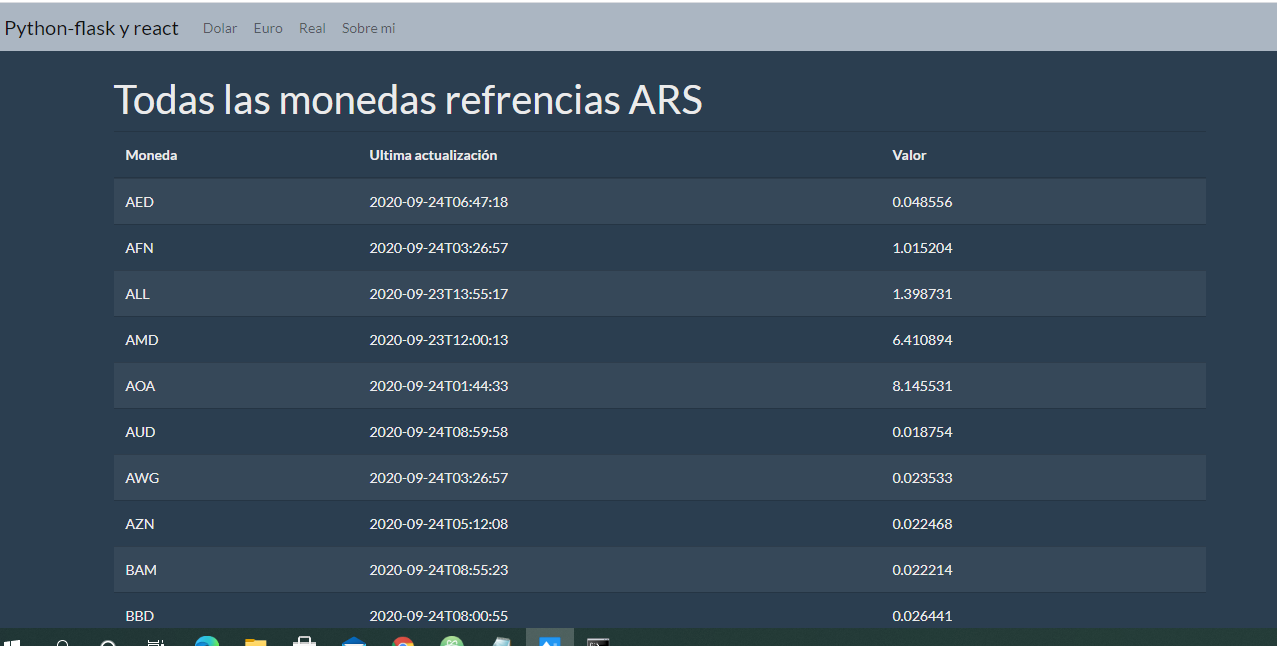 Python-flask y react Dolar Euro Real Sobre mi
Todas las monedas refrencias ARS
Moneda Ultima actualización Valor
AED 2020-09-24T06:47:18 0.048556
AFN 2020-09-24T03:26:57 1.015204
ALL 2020-09-23T13:55:17 1.398731
AMD 2020-09-23T12:00:13 6.410894
AOA 2020-09-24T01:44:33 8.145531
AUD 2020-09-24T08:59:58 0.018754
AWG 2020-09-24T03:26:57 0.023533
AZN 2020-09-24T05:12:08 0.022468
BAM 2020-09-24T08:55:23 0.022214
BBD 2020-09-24T08:00:55 0.026441